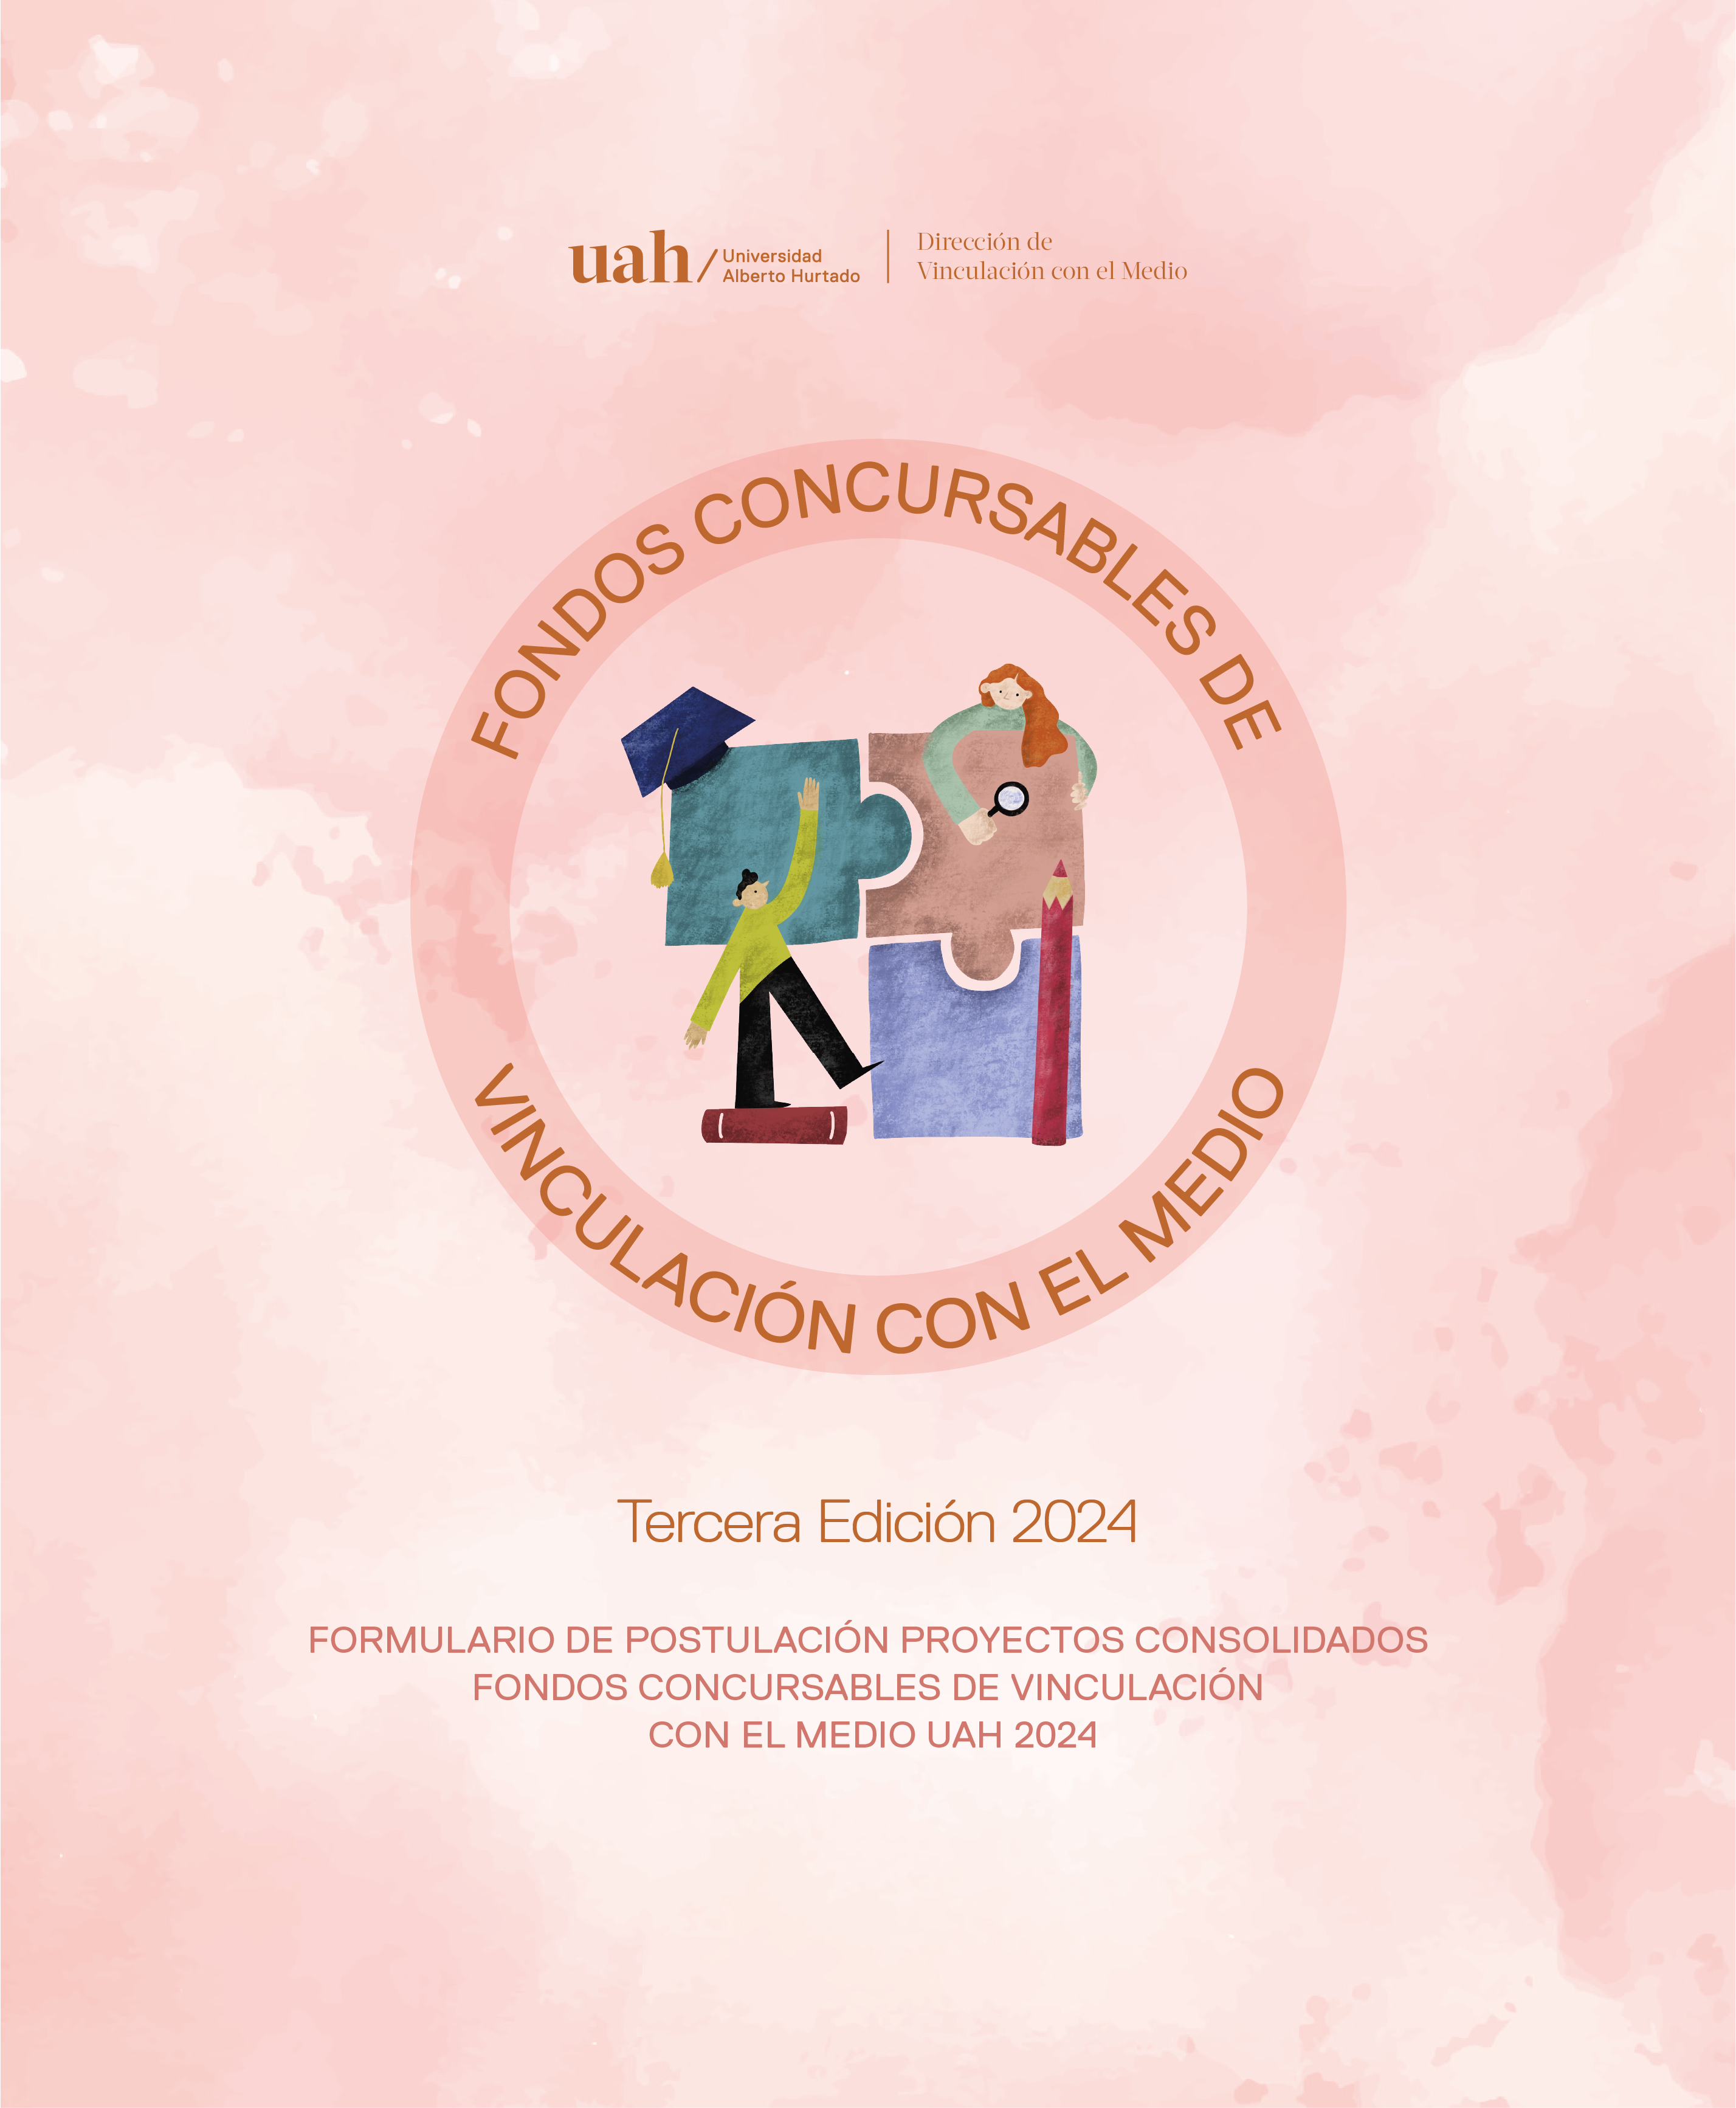 uah/ Universidad
Alberto Hurtado
Dirección de
Vinculación con el Medio
FONDOS CONCURSABLES DE
VINCULACIÓN CON EL MEDIO
Tercera Edición 2024
FORMULARIO DE POSTULACIÓN PROYECTOS CONSOLIDADOS
FONDOS CONCURSABLES DE VINCULACIÓN
CON EL MEDIO UAH 2024